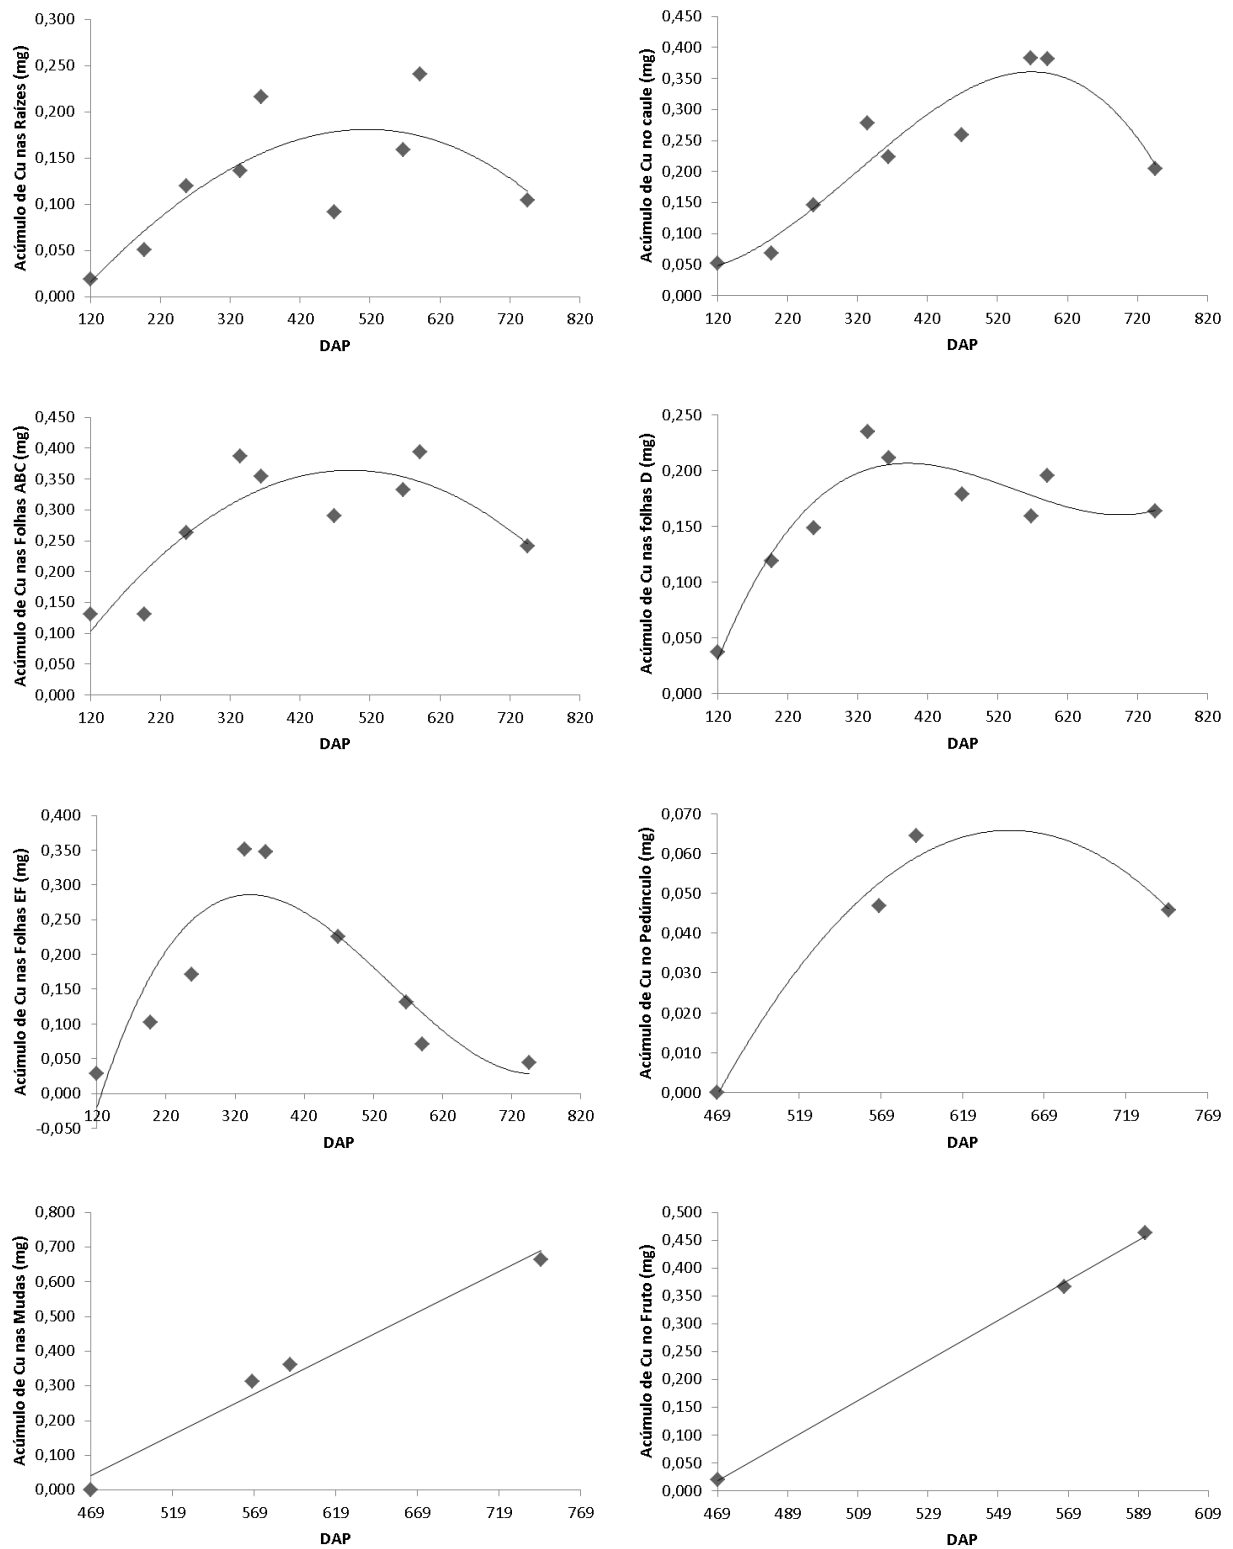 Acúmulo de Cu nas Raízes (mg)
0,300
0,250
0,200
0,150
0,100
0,050
0,000
120 220 320 420 520 620 720 820
DAP
Acúmulo de Cu no caule (mg)
0,450
0,400
0,350
0,300
0,250
0,200
0,150
0,100
0,050
0,000
120 220 320 420 520 620 720 820
DAP
Acúmulo de Cu nas Folhas ABC (mg)
0,450
0,400
0,350
0,300
0,250
0,200
0,150
0,100
0,050
0,000
120 220 320 420 520 620 720 820
DAP
Acúmulo de Cu nas folhas D (mg)
0,250
0,200
0,150
0,100
0,050
0,000
120 220 320 420 520 620 720 820
DAP
Acúmulo de Cu nas Folhas EF (mg)
0,400
0,350
0,300
0,250
0,200
0,150
0,100
0,050
0,000
-0,050
120 220 320 420 520 620 720 820
DAP
Acúmulo de Cu no Pedúnculo (mg)
0,070
0,060
0,050
0,040
0,030
0,020
0,010
0,000
469 519 569 619 669 719 769
DAP
Acúmulo de Cu nas Mudas (mg)
0,800
0,700
0,600
0,500
0,400
0,300
0,200
0,100
0,000
469 519 569 619 669 719 769
DAP
Acúmulo de Cu no Fruto (mg)
0,500
0,450
0,400
0,350
0,300
0,250
0,200
0,150
0,100
0,050
0,000
469 489 509 529 549 569 589 609
DAP